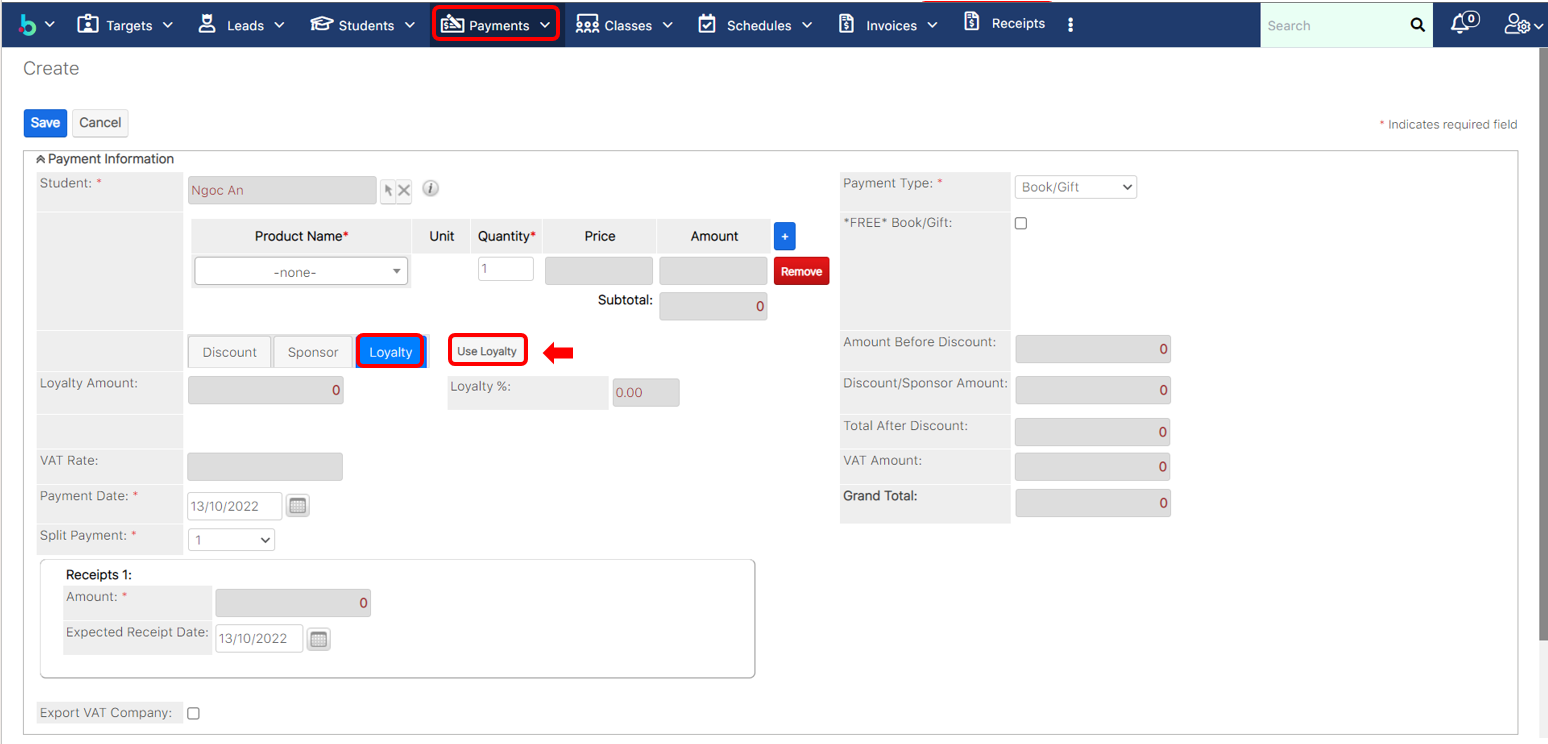 Targets Leads Students Payments Classes Schedules Invoices Receipts Search 0
Create
Save Cancel * Indicates required field
Payment Information
Student: * Ngoc An i Payment Type: * Book/Gift
*FREE* Book/Gift:
Product Name* Unit Quantity* Price Amount +
-none- 1 Remove
Subtotal: 0
Discount Sponsor Loyalty Use Loyalty Amount Before Discount: 0
Loyalty Amount: 0 Loyalty %: 0.00 Discount/Sponsor Amount: 0
Total After Discount: 0
VAT Rate: VAT Amount: 0
Payment Date: * 13/10/2022 Grand Total: 0
Split Payment: * 1
Receipts 1:
Amount: * 0
Expected Receipt Date: 13/10/2022
Export VAT Company: